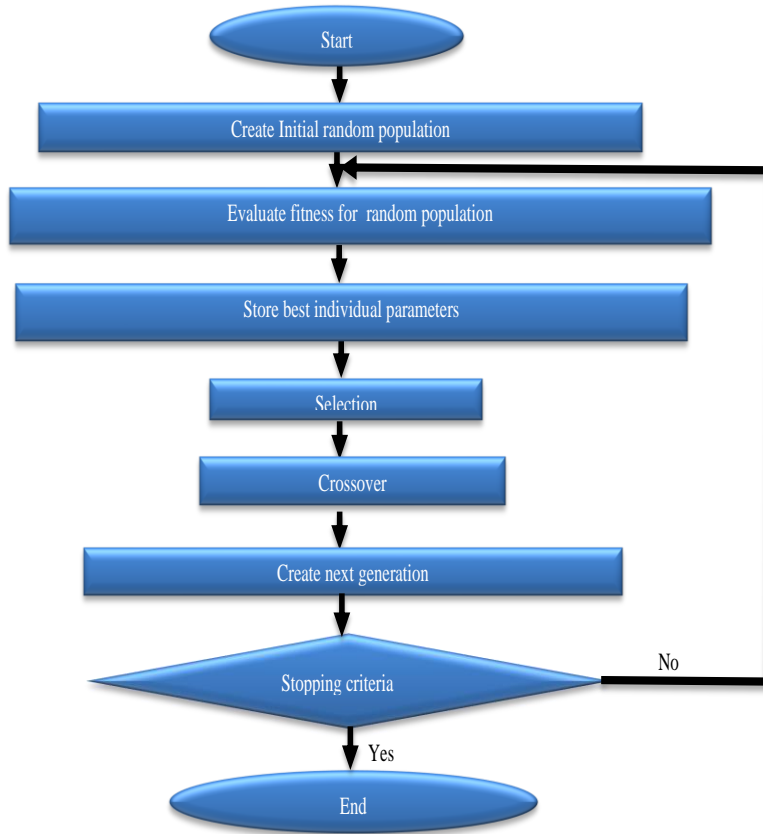 Start
Create Initial random population
Evaluate fitness for random population
Store best individual parameters
Selection
Crossover
Create next generation
Stopping criteria
No
Yes
End